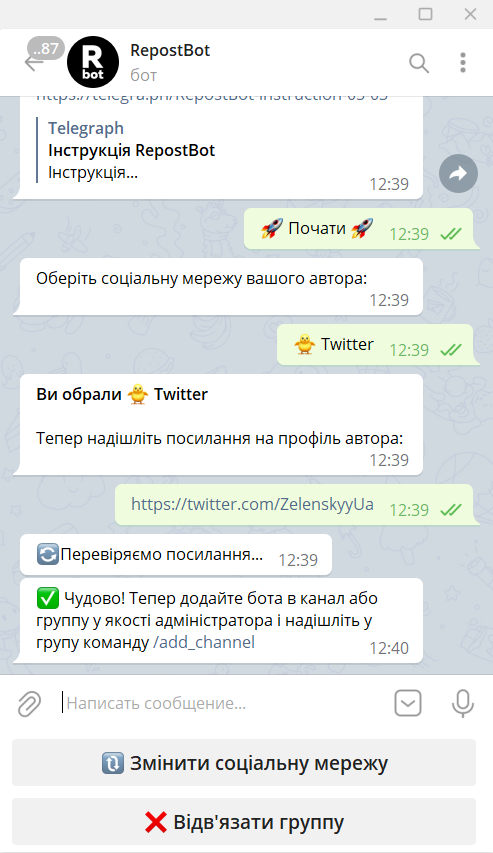 ..87
R
bot
RepostBot
бот
https://telegra.ph/RepostBot-Instruction-05-05
Telegraph
Інструкція RepostBot
Інструкція...
12:39
🚀 Почати 🚀 12:39
Оберіть соціальну мережу вашого автора:
12:39
🐥 Twitter 12:39
Ви обрали 🐥 Twitter
Тепер надішліть посилання на профіль автора:
12:39
https://twitter.com/ZelenskyyUa 12:39
🔄Перевіряємо посилання... 12:39
✅ Чудово! Тепер додайте бота в канал або
группу у якості адміністратора і надішліть у
групу команду /add_channel
12:40
Написать сообщение...
🔃 Змінити соціальну мережу
❌ Відв'язати группу